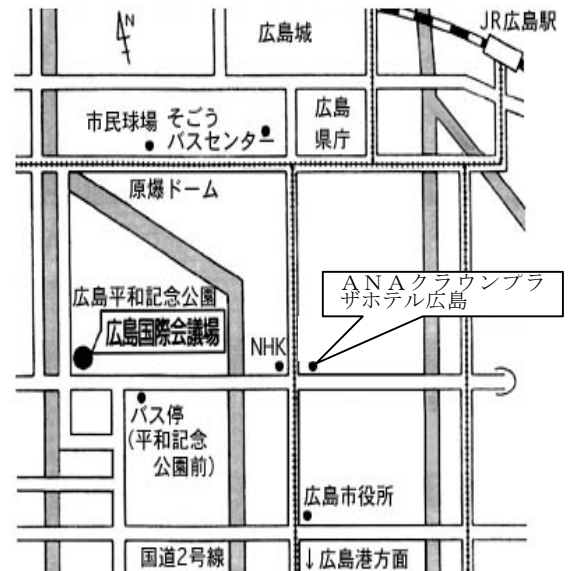 N
JR広島駅
広島城
市民球場
そごう
バスセンター
広島
県庁
原爆ドーム
ANAクラウンプラ
ザホテル広島
広島平和記念公園
広島国際会議場
NHK
バス停
(平和記念
公園前)
広島市役所
国道2号線
↓広島港方面